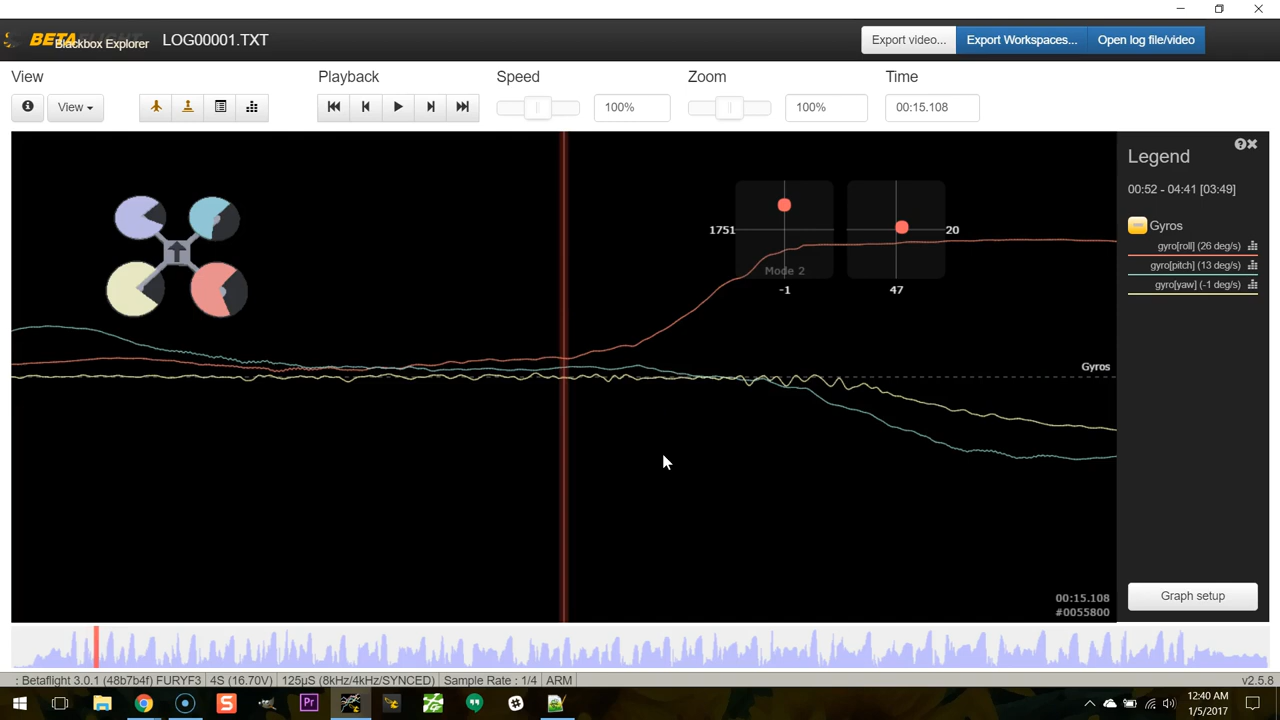 BETAFLIGHT
Blackbox Explorer
LOG00001.TXT
Export video...
Export Workspaces...
Open log file/video
View
Playback
Speed
Zoom
Time
View
100%
100%
00:15.108
1751
20
Mode 2
-1
47
Gyros
00:15.108
#0055800
Legend
00:52 - 04:41 [03:49]
Gyros
gyro[roll] (26 deg/s)
gyro[pitch] (13 deg/s)
gyro[yaw] (-1 deg/s)
Graph setup
: Betaflight 3.0.1 (48b7b4f) FURYF3
4S (16.70V)
125µS (8kHz/4kHz/SYNCED)
Sample Rate : 1/4
ARM
v2.5.8
12:40 AM
1/5/2017